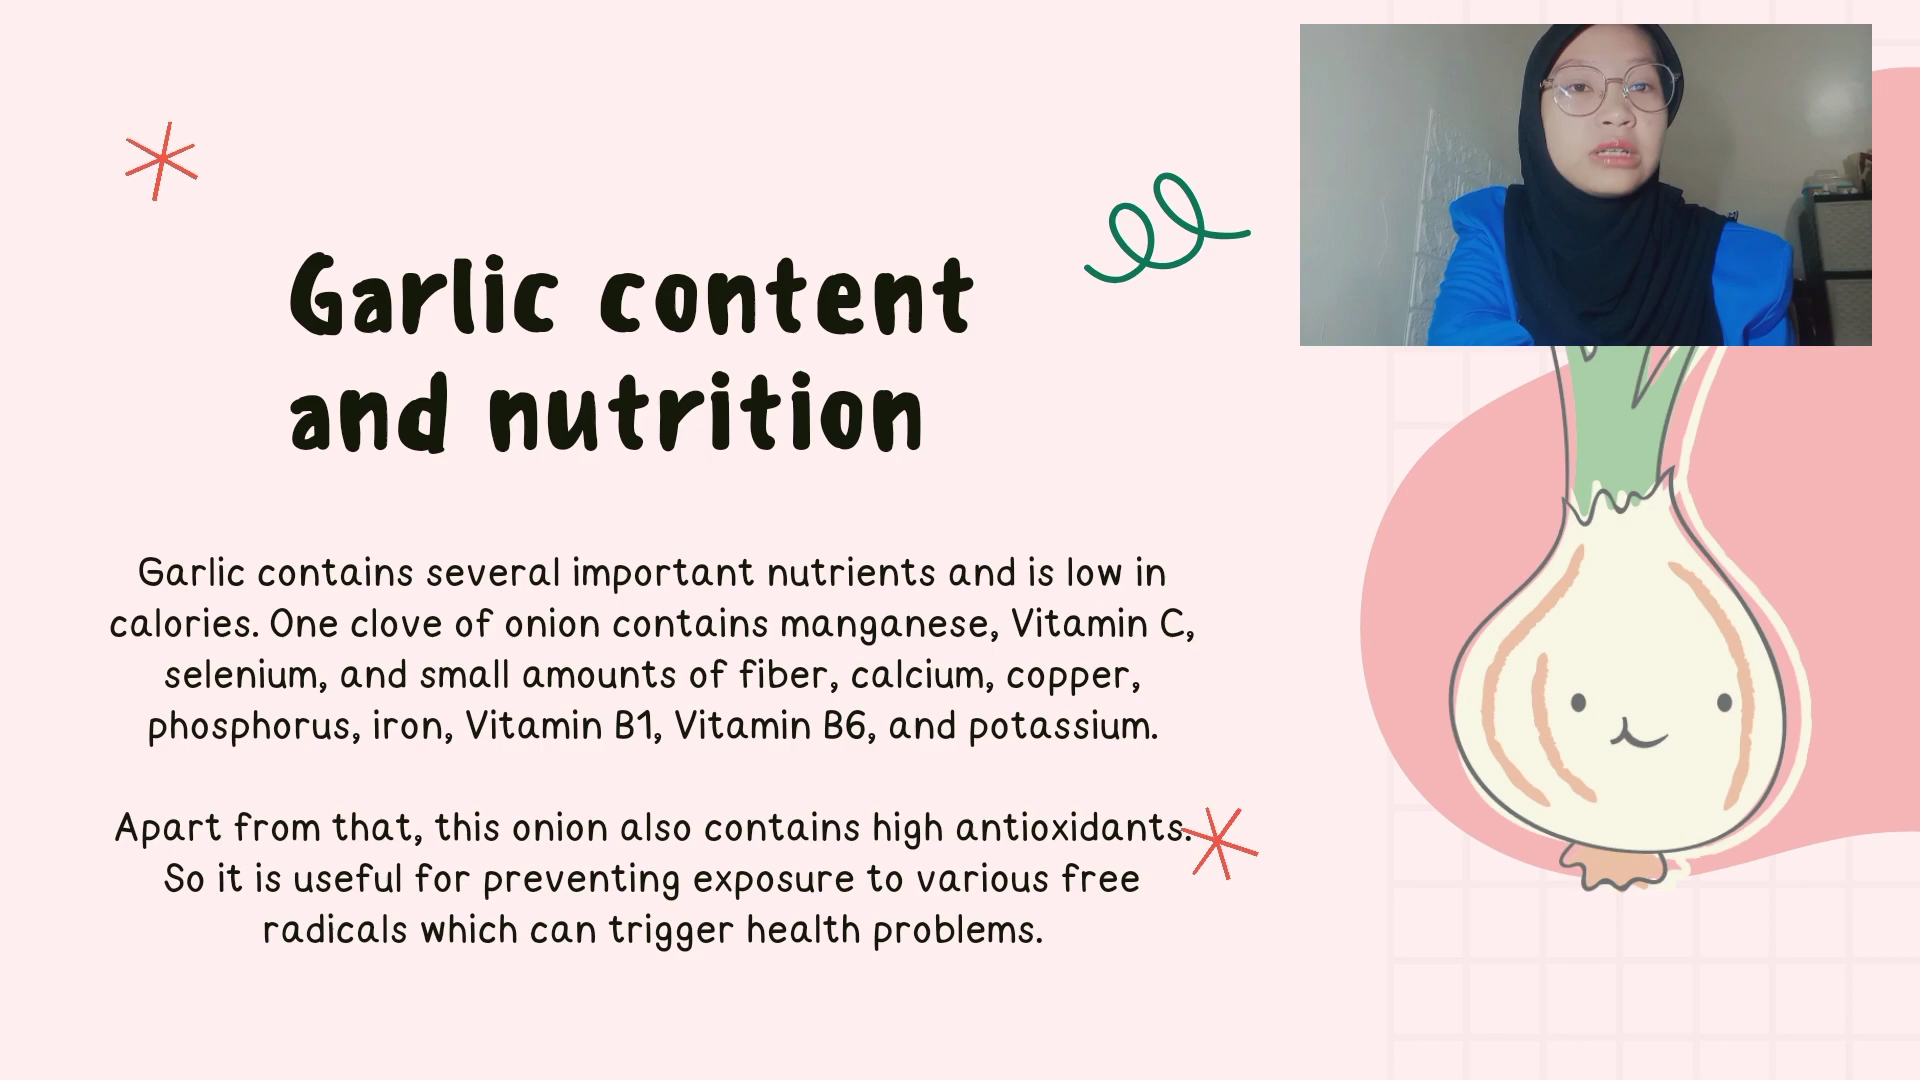 Garlic content
and nutrition
Garlic contains several important nutrients and is low in
calories. One clove of onion contains manganese, Vitamin C,
selenium, and small amounts of fiber, calcium, copper,
phosphorus, iron, Vitamin B1, Vitamin B6, and potassium.
Apart from that, this onion also contains high antioxidants.
So it is useful for preventing exposure to various free
radicals which can trigger health problems.